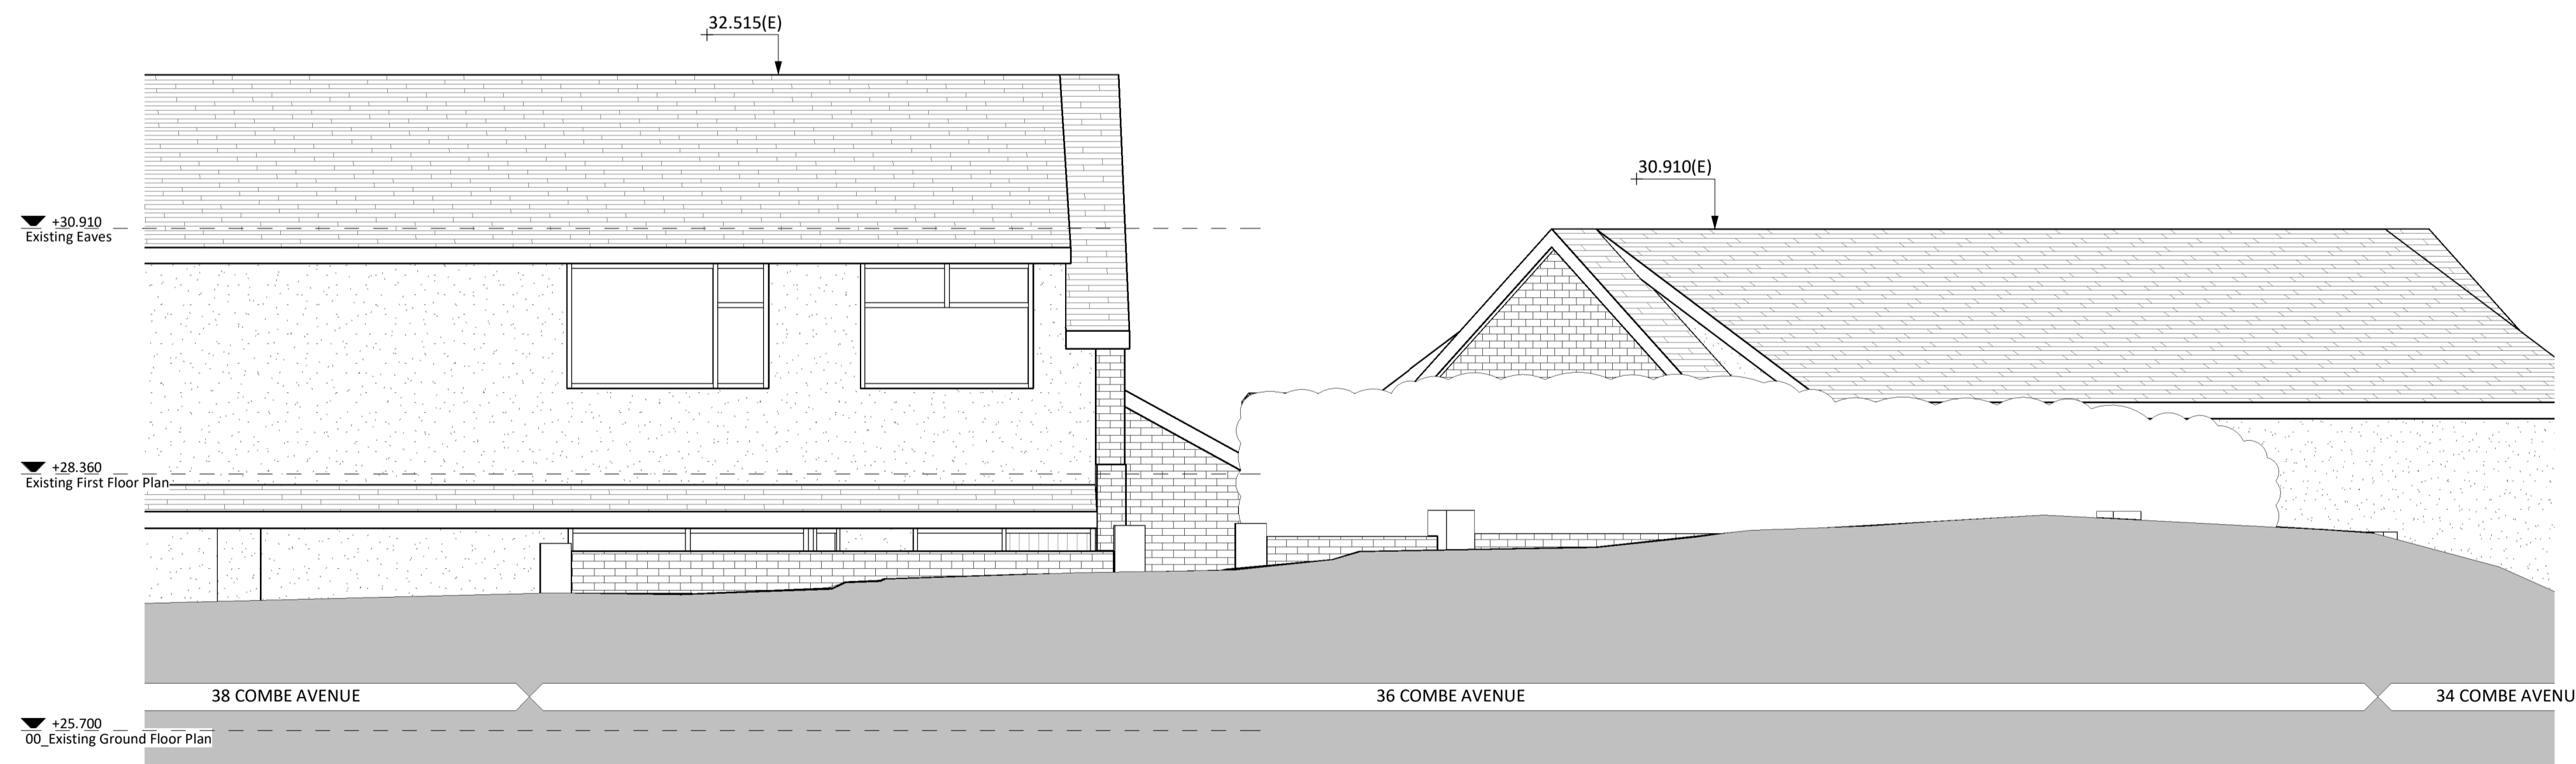 32.515(E)
30.910(E)
+30.910
Existing Eaves
+28.360
Existing First Floor Plan
38 COMBE AVENUE
36 COMBE AVENUE
34 COMBE AVENU
+25.700
00_Existing Ground Floor Plan